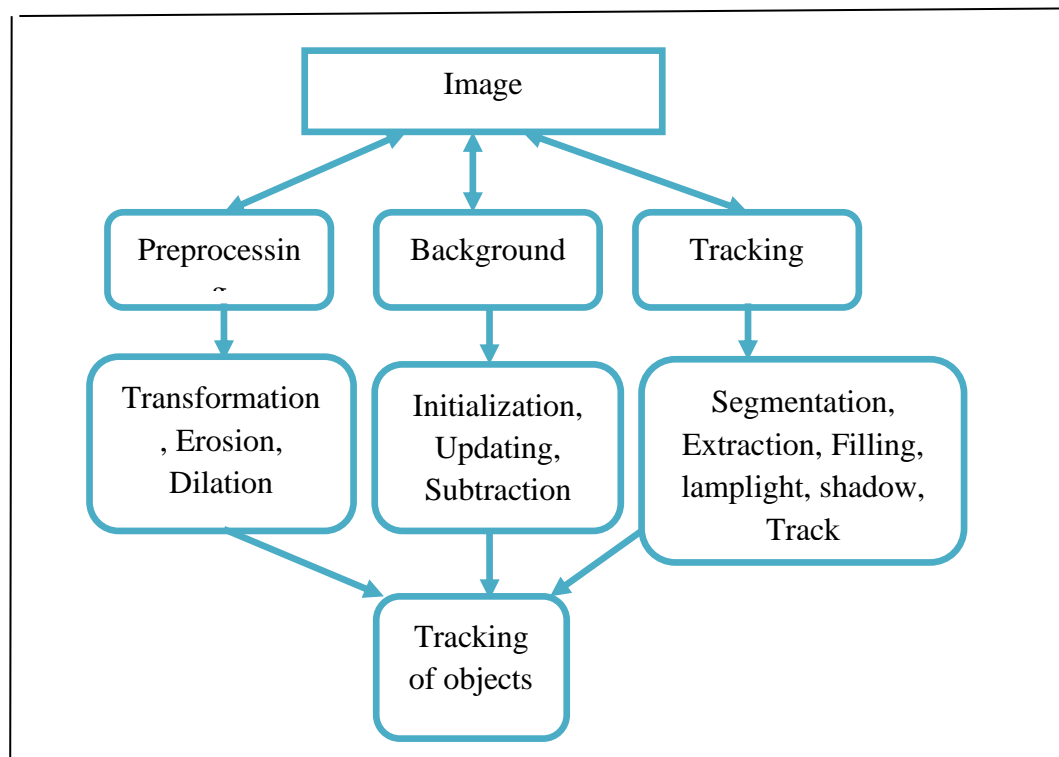 Image
Preprocessin
g
Background
Tracking
Transformation
, Erosion,
Dilation
Initialization,
Updating,
Subtraction
Segmentation,
Extraction, Filling,
lamplight, shadow,
Track
Tracking
of objects